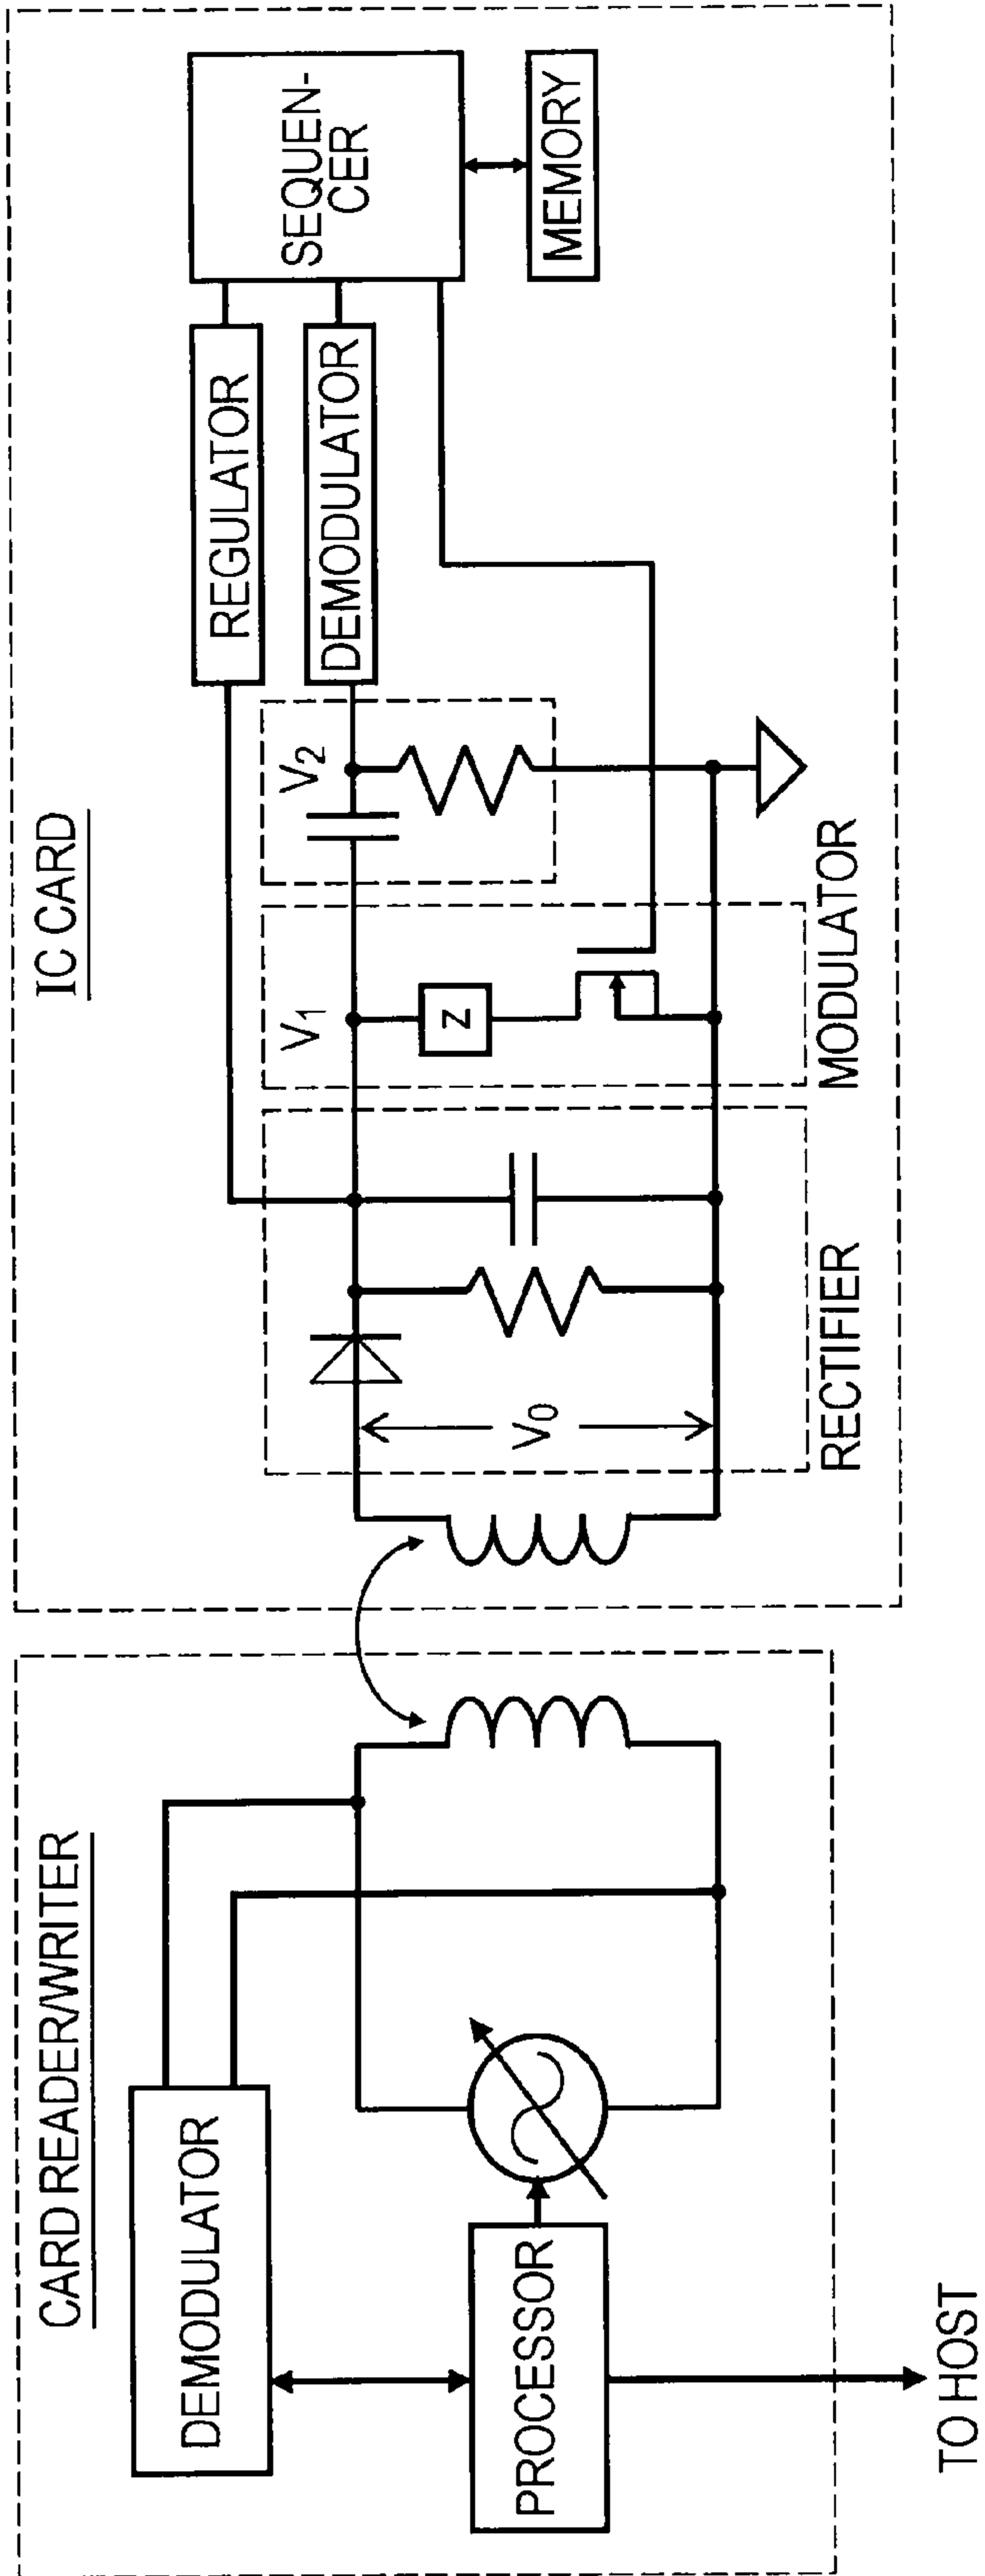 CARD READER/WRITER
DEMODULATOR
PROCESSOR
TO HOST
IC CARD
V0
RECTIFIER
V1
Z
MODULATOR
V2
REGULATOR
DEMODULATOR
SEQUEN-
CER
MEMORY